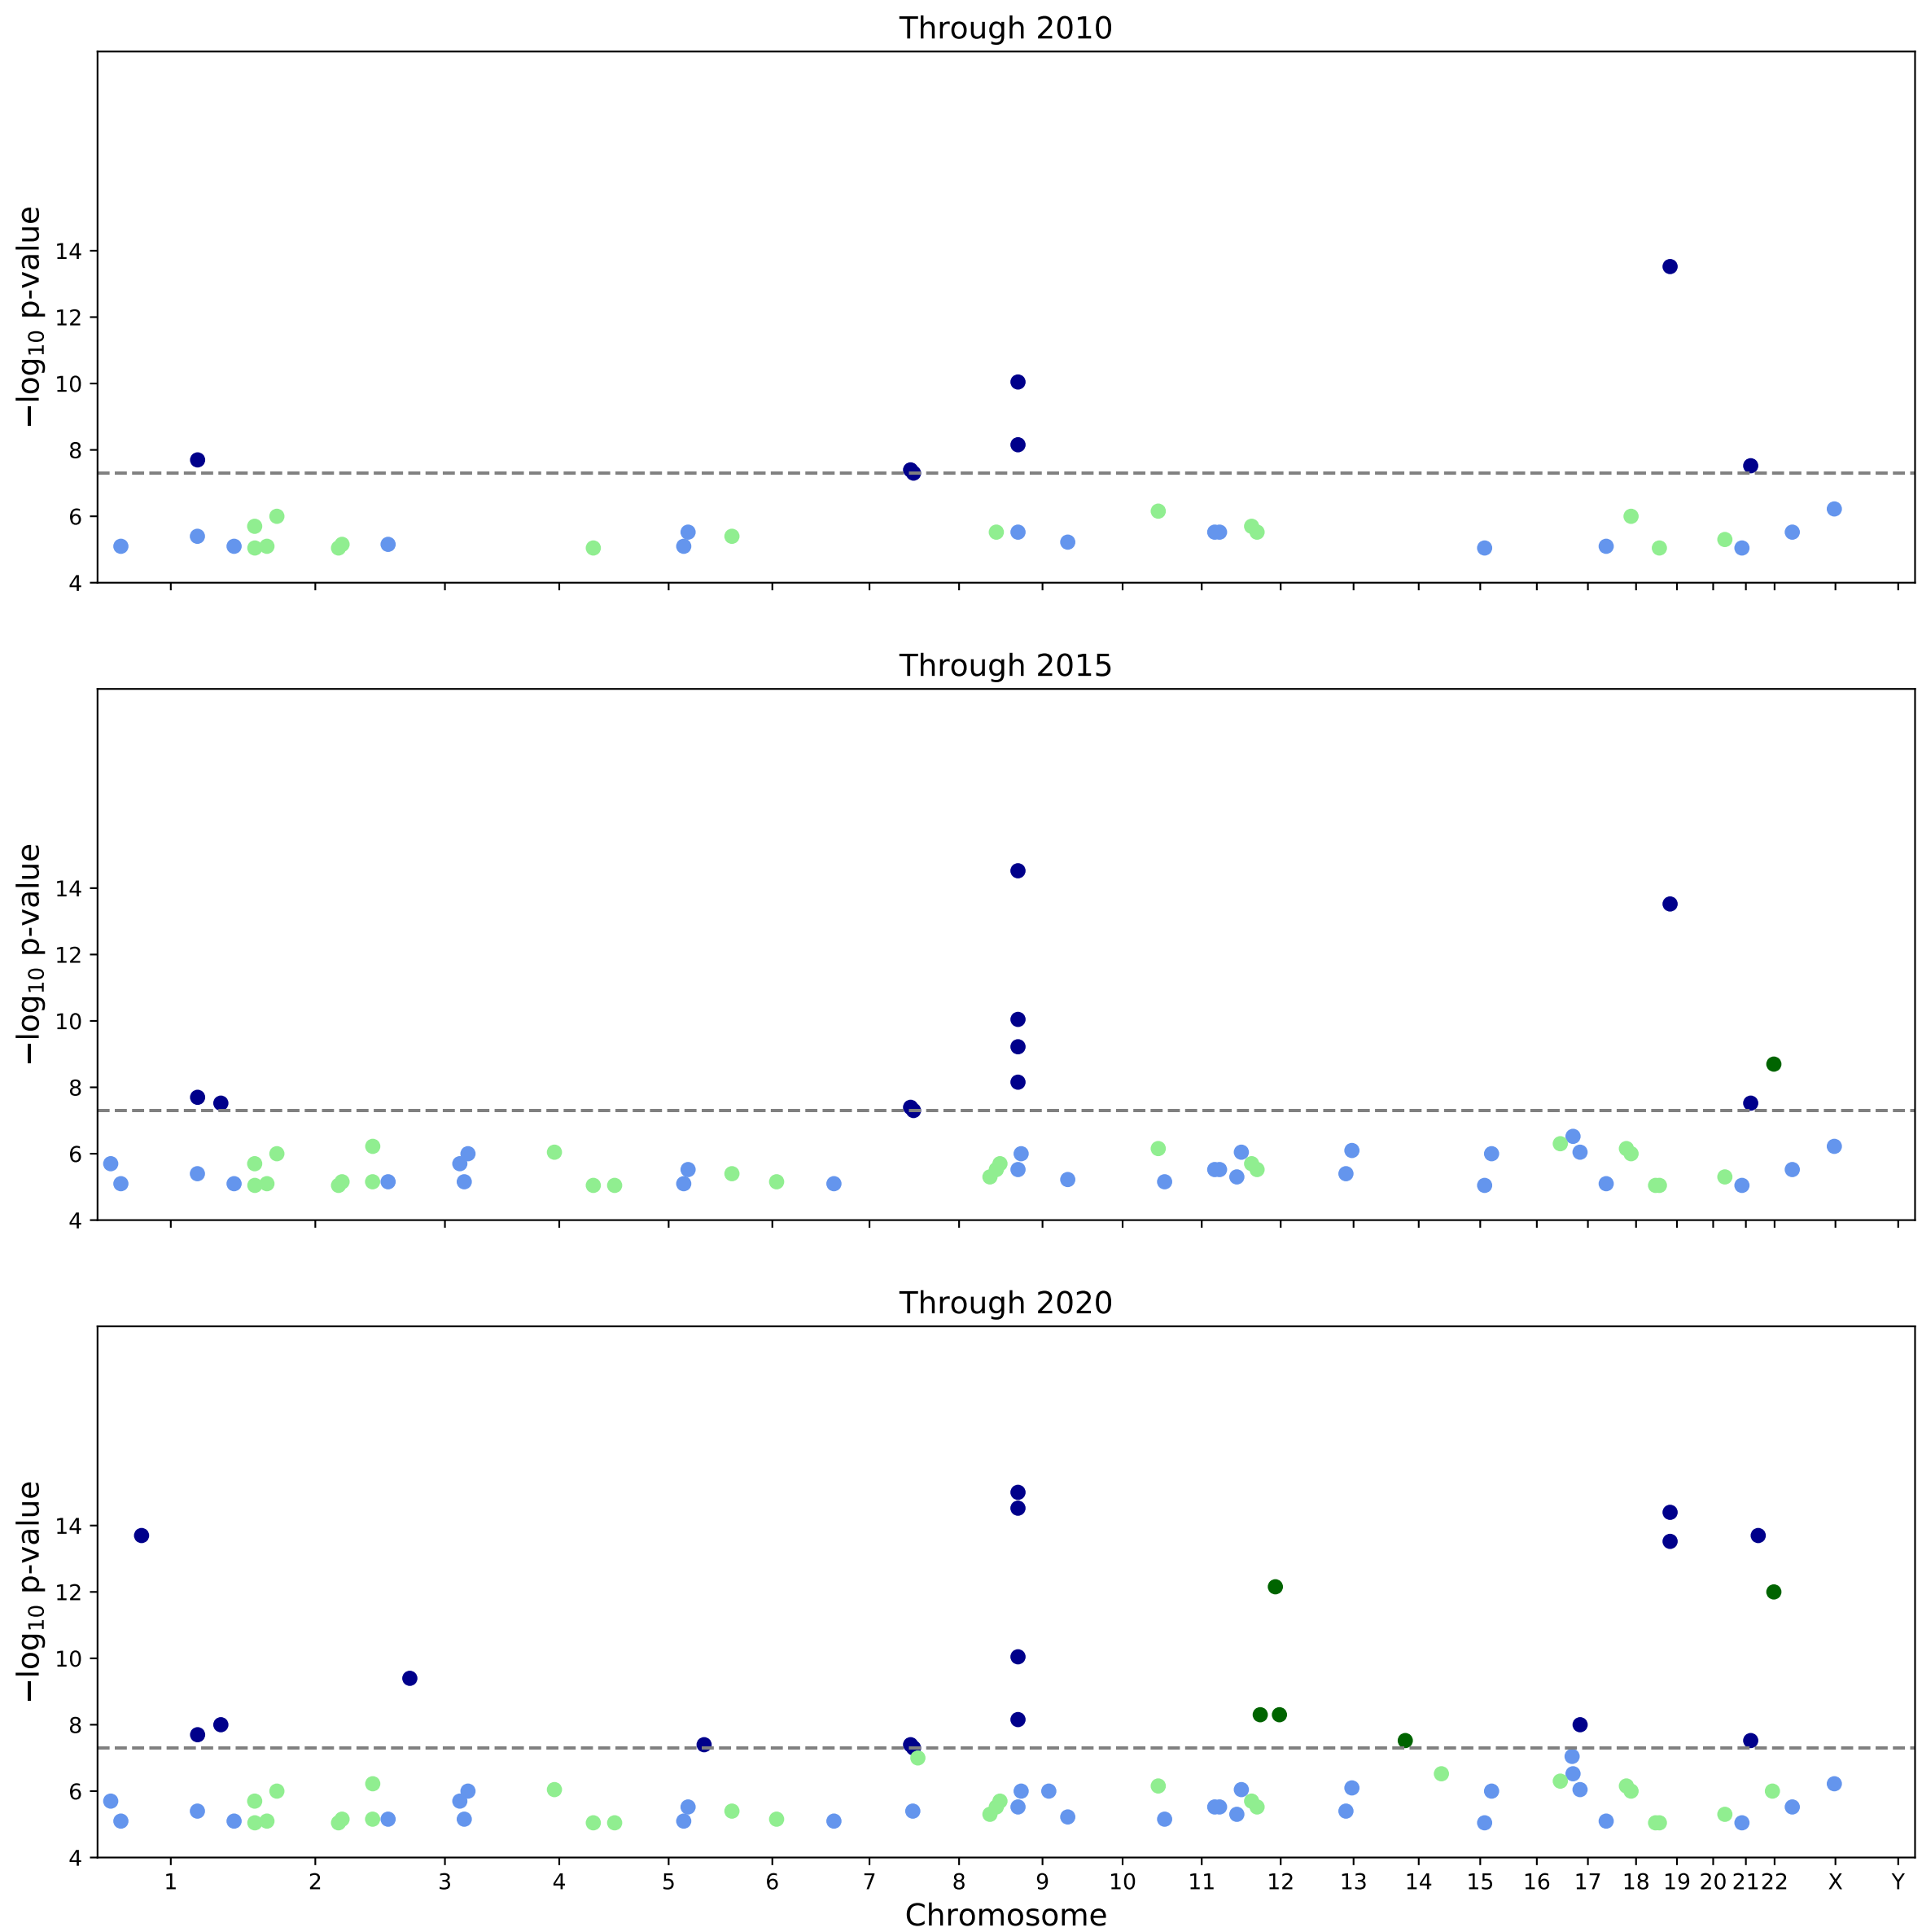 Through 2010
14
12
10
8
6
4
−log10 p-value
Through 2015
14
12
10
8
6
4
−log10 p-value
Through 2020
14
12
10
8
6
4
−log10 p-value
1 2 3 4 5 6 7 8 9 10 11 12 13 14 15 16 17 18 19 20 21 22 X Y
Chromosome